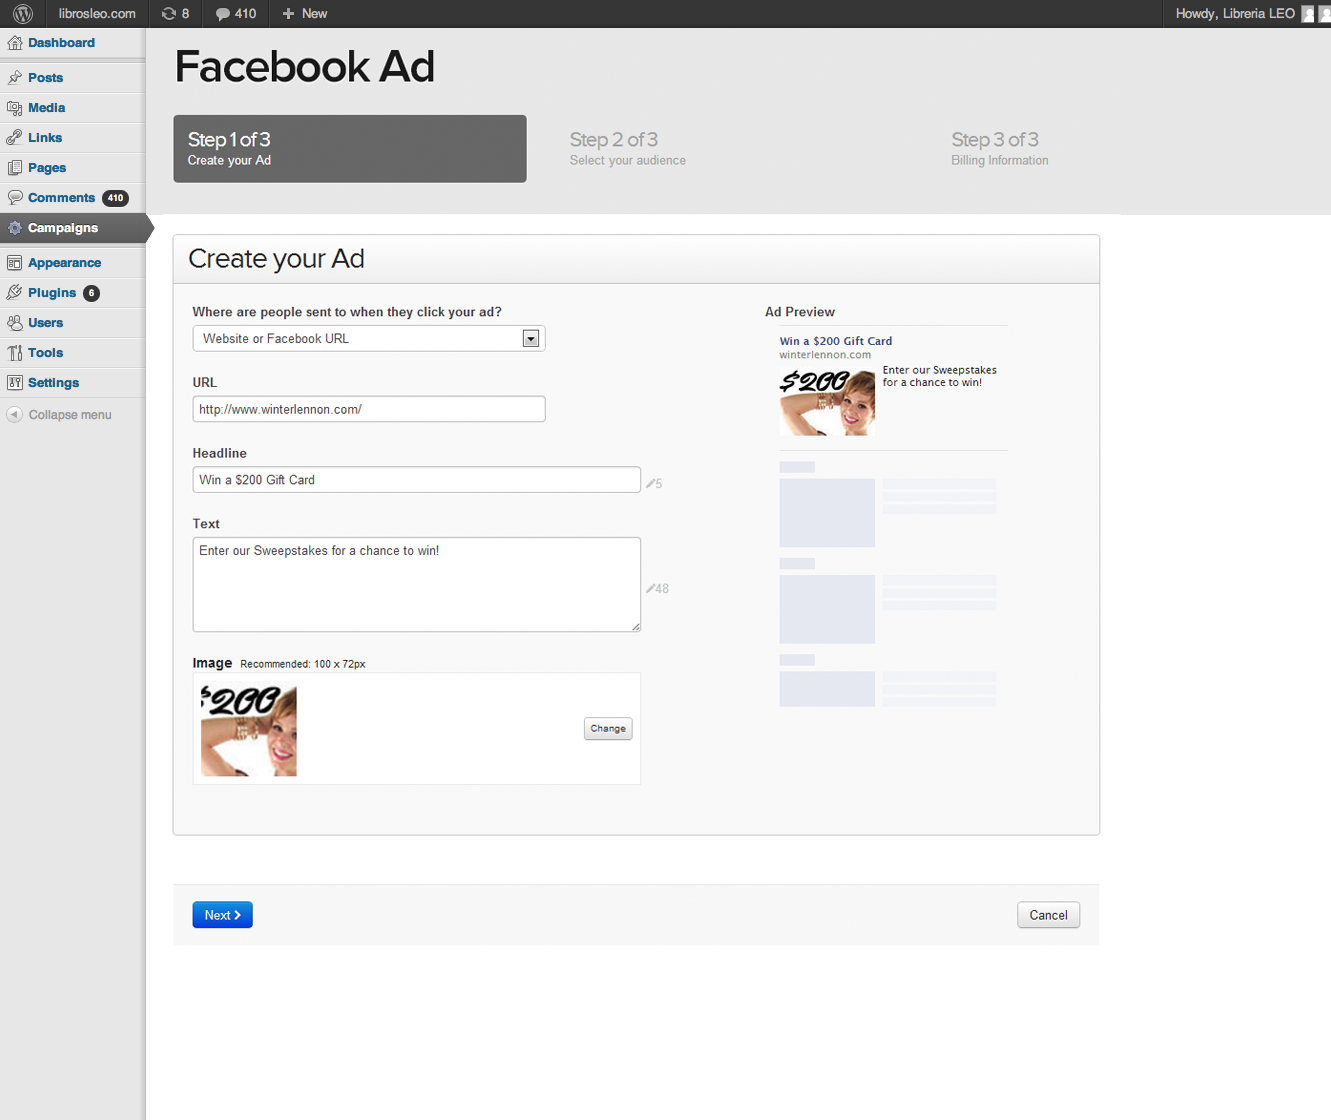 librosleo.com 8 410 + New Howdy, Libreria LEO
Dashboard
Posts
Media
Links
Pages
Comments 410
Campaigns
Appearance
Plugins 6
Users
Tools
Settings
Collapse menu
Facebook Ad
Step 1 of 3
Create your Ad
Step 2 of 3
Select your audience
Step 3 of 3
Billing Information
Create your Ad
Where are people sent to when they click your ad?
Website or Facebook URL
URL
http://www.winterlennon.com/
Headline
Win a $200 Gift Card
5
Text
Enter our Sweepstakes for a chance to win!
48
Image Recommended: 100 x 72px
$200
Change
Ad Preview
Win a $200 Gift Card
winterlennon.com
$200
Enter our Sweepstakes
for a chance to win!
Next
Cancel